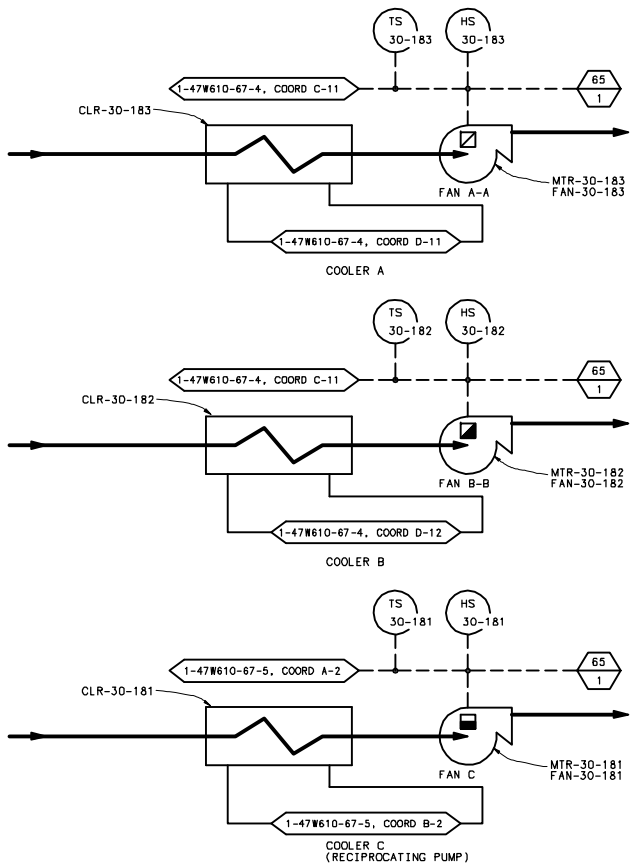 TS
30-183
HS
30-183
1-47W610-67-4, COORD C-11
65
1
CLR-30-183
FAN A-A
MTR-30-183
FAN-30-183
1-47W610-67-4, COORD D-11
COOLER A
TS
30-182
HS
30-182
1-47W610-67-4, COORD C-11
65
1
CLR-30-182
FAN B-B
MTR-30-182
FAN-30-182
1-47W610-67-4, COORD D-12
COOLER B
TS
30-181
HS
30-181
1-47W610-67-5, COORD A-2
65
1
CLR-30-181
FAN C
MTR-30-181
FAN-30-181
1-47W610-67-5, COORD B-2
COOLER C
(RECIPROCATING PUMP)